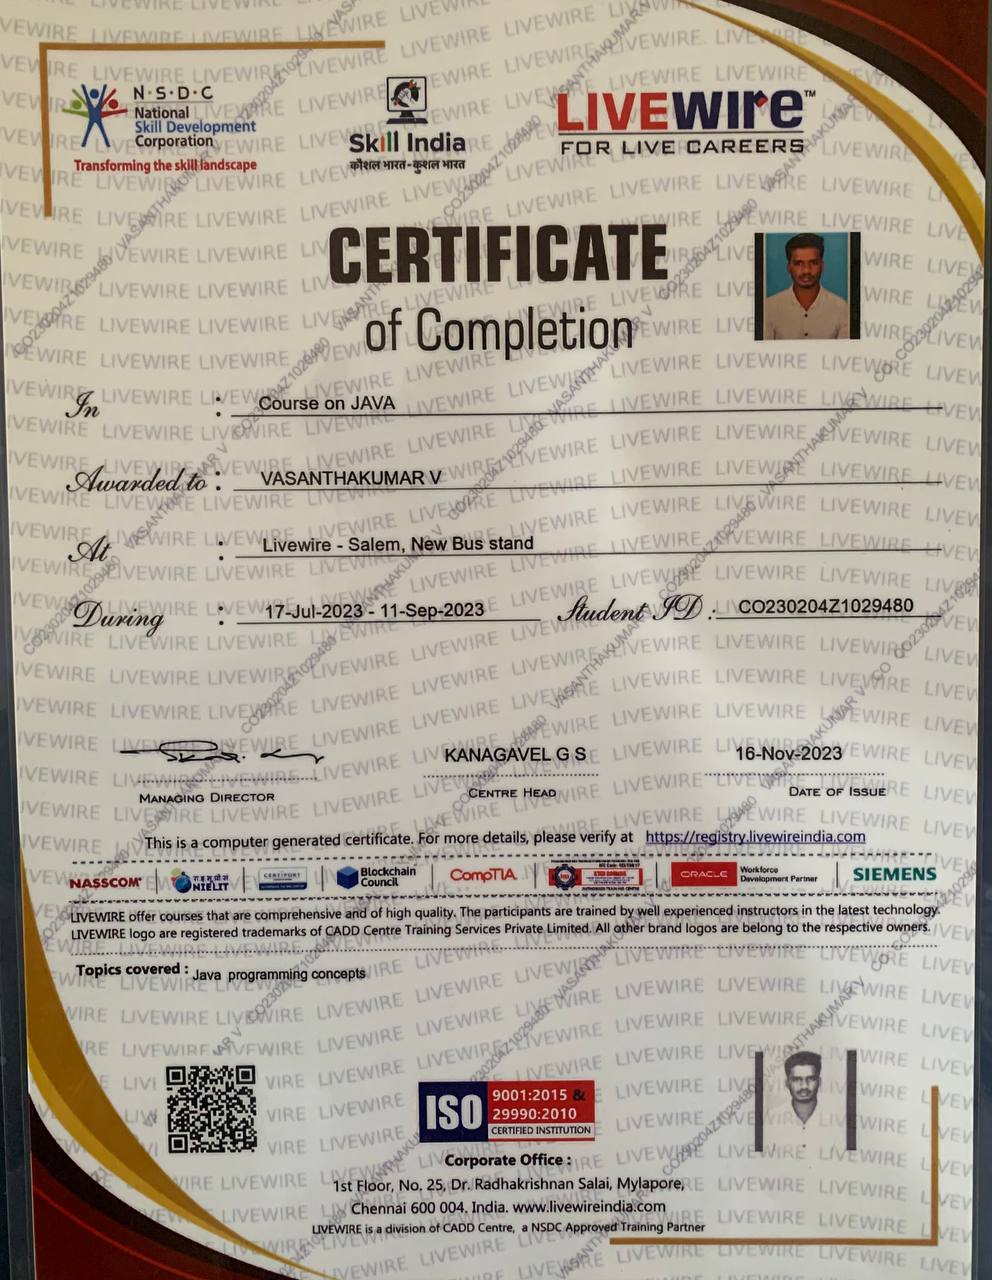 N·S·D·C
National
Skill Development
Corporation
Transforming the skill landscape
Skill India
कौशल भारत-कुशल भारत
LIVEWIRE™
FOR LIVE CAREERS
CERTIFICATE
of Completion
In : Course on JAVA
Awarded to : VASANTHAKUMAR V
At : Livewire - Salem, New Bus stand
During : 17-Jul-2023 - 11-Sep-2023 Student ID : CO230204Z1029480
KANAGAVEL G S 16-Nov-2023
MANAGING DIRECTOR CENTRE HEAD DATE OF ISSUE
This is a computer generated certificate. For more details, please verify at https://registry.livewireindia.com
NASSCOM NIELIT CERTIPORT Blockchain Council CompTIA ORACLE Workforce Development Partner SIEMENS
LIVEWIRE offer courses that are comprehensive and of high quality. The participants are trained by well experienced instructors in the latest technology.
LIVEWIRE logo are registered trademarks of CADD Centre Training Services Private Limited. All other brand logos are belong to the respective owners.
Topics covered : Java programming concepts
ISO 9001:2015 &
29990:2010
CERTIFIED INSTITUTION
Corporate Office :
1st Floor, No. 25, Dr. Radhakrishnan Salai, Mylapore,
Chennai 600 004. India. www.livewireindia.com
LIVEWIRE is a division of CADD Centre, a NSDC Approved Training Partner